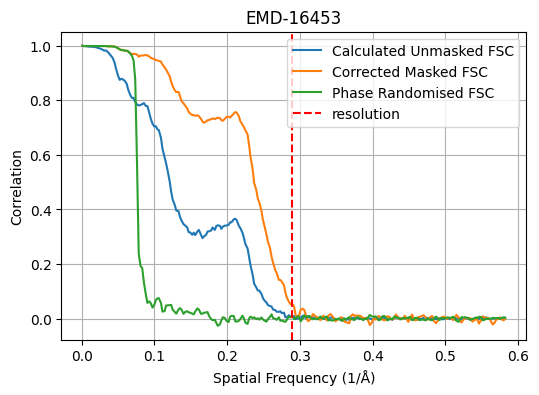 EMD-16453
Calculated Unmasked FSC
Corrected Masked FSC
Phase Randomised FSC
resolution
Correlation
1.0
0.8
0.6
0.4
0.2
0.0
0.0 0.1 0.2 0.3 0.4 0.5 0.6
Spatial Frequency (1/Å)